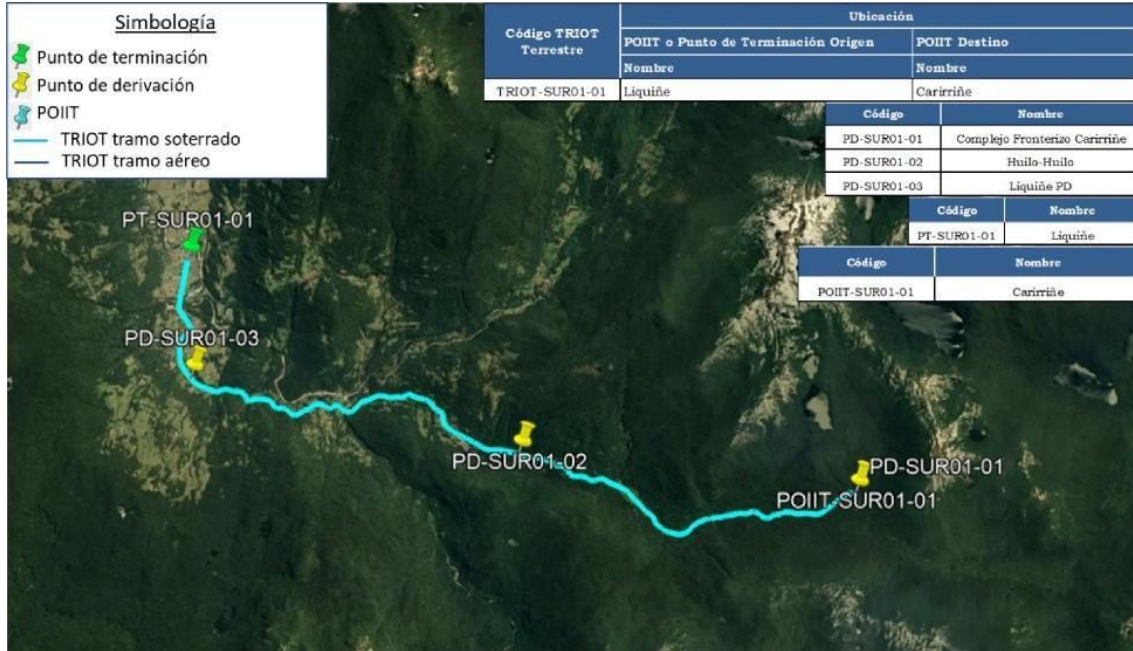 Simbología
Punto de terminación
Punto de derivación
POIIT
TRIOT tramo soterrado
TRIOT tramo aéreo
Código TRIOT Terrestre
Ubicación
POIIT o Punto de Terminación Origen
POIIT Destino
Nombre
Nombre
TRIOT-SUR01-01
Liquiñe
Carirriñe
Código
Nombre
PD-SUR01-01
Complejo Fronterizo Carirriñe
PD-SUR01-02
Huilo-Huilo
PD-SUR01-03
Liquiñe PD
Código
Nombre
PT-SUR01-01
Liquiñe
Código
Nombre
POIIT-SUR01-01
Carirriñe
PT-SUR01-01
PD-SUR01-03
PD-SUR01-02
PD-SUR01-01
POIIT-SUR01-01